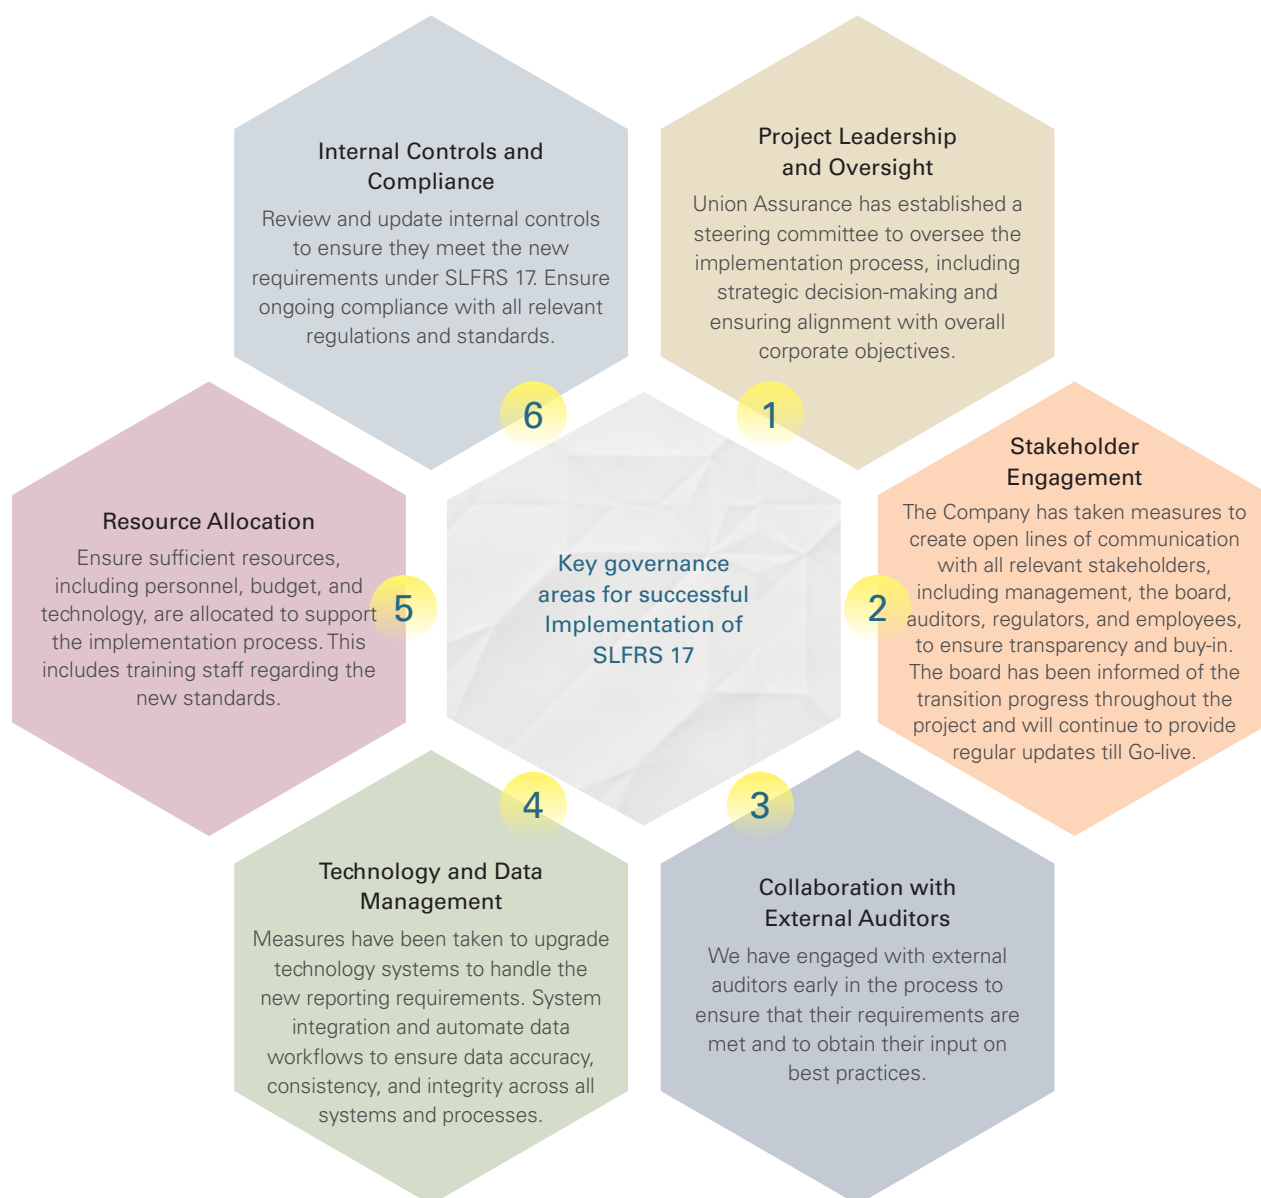 Key governance
areas for successful
Implementation of
SLFRS 17
1
Project Leadership
and Oversight
Union Assurance has established a
steering committee to oversee the
implementation process, including
strategic decision-making and
ensuring alignment with overall
corporate objectives.
2
Stakeholder
Engagement
The Company has taken measures to
create open lines of communication
with all relevant stakeholders,
including management, the board,
auditors, regulators, and employees,
to ensure transparency and buy-in.
The board has been informed of the
transition progress throughout the
project and will continue to provide
regular updates till Go-live.
3
Collaboration with
External Auditors
We have engaged with external
auditors early in the process to
ensure that their requirements are
met and to obtain their input on
best practices.
4
Technology and Data
Management
Measures have been taken to upgrade
technology systems to handle the
new reporting requirements. System
integration and automate data
workflows to ensure data accuracy,
consistency, and integrity across all
systems and processes.
5
Resource Allocation
Ensure sufficient resources,
including personnel, budget, and
technology, are allocated to support
the implementation process. This
includes training staff regarding the
new standards.
6
Internal Controls and
Compliance
Review and update internal controls
to ensure they meet the new
requirements under SLFRS 17. Ensure
ongoing compliance with all relevant
regulations and standards.